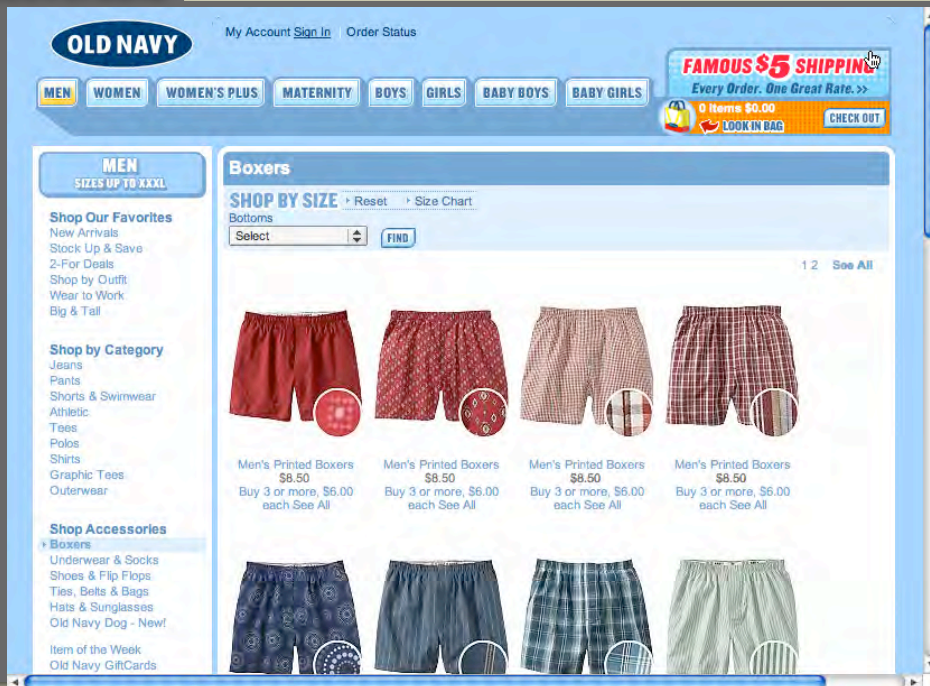 OLD NAVY
My Account Sign In Order Status
FAMOUS $5 SHIPPING
Every Order. One Great Rate. >>
MEN WOMEN WOMEN'S PLUS MATERNITY BOYS GIRLS BABY BOYS BABY GIRLS
0 Items $0.00
LOOK IN BAG
CHECK OUT
MEN
SIZES UP TO XXXL
Shop Our Favorites
New Arrivals
Stock Up & Save
2-For Deals
Shop by Outfit
Wear to Work
Big & Tall
Shop by Category
Jeans
Pants
Shorts & Swimwear
Athletic
Tees
Polos
Shirts
Graphic Tees
Outerwear
Shop Accessories
Boxers
Underwear & Socks
Shoes & Flip Flops
Ties, Belts & Bags
Hats & Sunglasses
Old Navy Dog - New!
Item of the Week
Old Navy GiftCards
Boxers
SHOP BY SIZE Reset Size Chart
Bottoms
Select FIND
1 2 See All
Men's Printed Boxers
$8.50
Buy 3 or more, $6.00
each See All
Men's Printed Boxers
$8.50
Buy 3 or more, $6.00
each See All
Men's Printed Boxers
$8.50
Buy 3 or more, $6.00
each See All
Men's Printed Boxers
$8.50
Buy 3 or more, $6.00
each See All